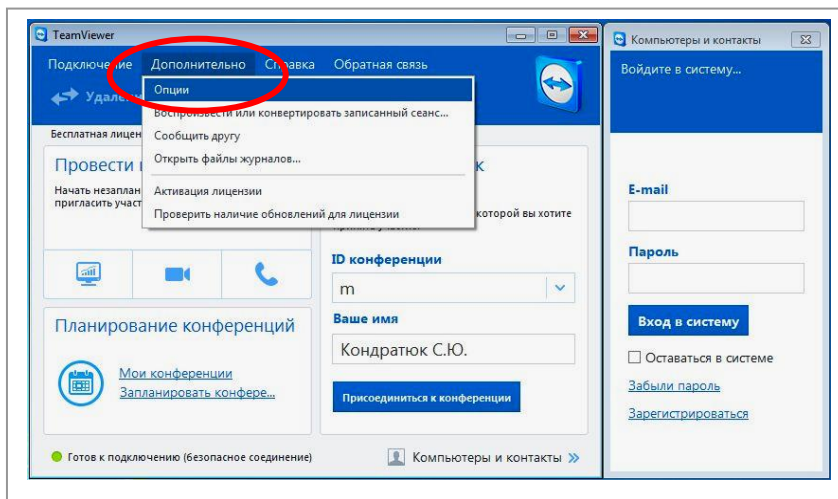 TeamViewer
Подключение Дополнительно Справка Обратная связь
Опции
Воспроизвести или конвертировать записанный сеанс...
Сообщить другу
Открыть файлы журналов...
Активация лицензии
Проверить наличие обновлений для лицензии
Бесплатная
Провести
Начать
пригласить
которой вы хотите
ID конференции
m
Ваше имя
Кондратюк С.Ю.
Присоединиться к конференции
Планирование конференций
Мои конференции
Запланировать конфере...
Готов к подключению (безопасное соединение)
Компьютеры и контакты
Компьютеры и контакты
Войдите в систему...
E-mail
Пароль
Вход в систему
Оставаться в системе
Забыли пароль
Зарегистрироваться